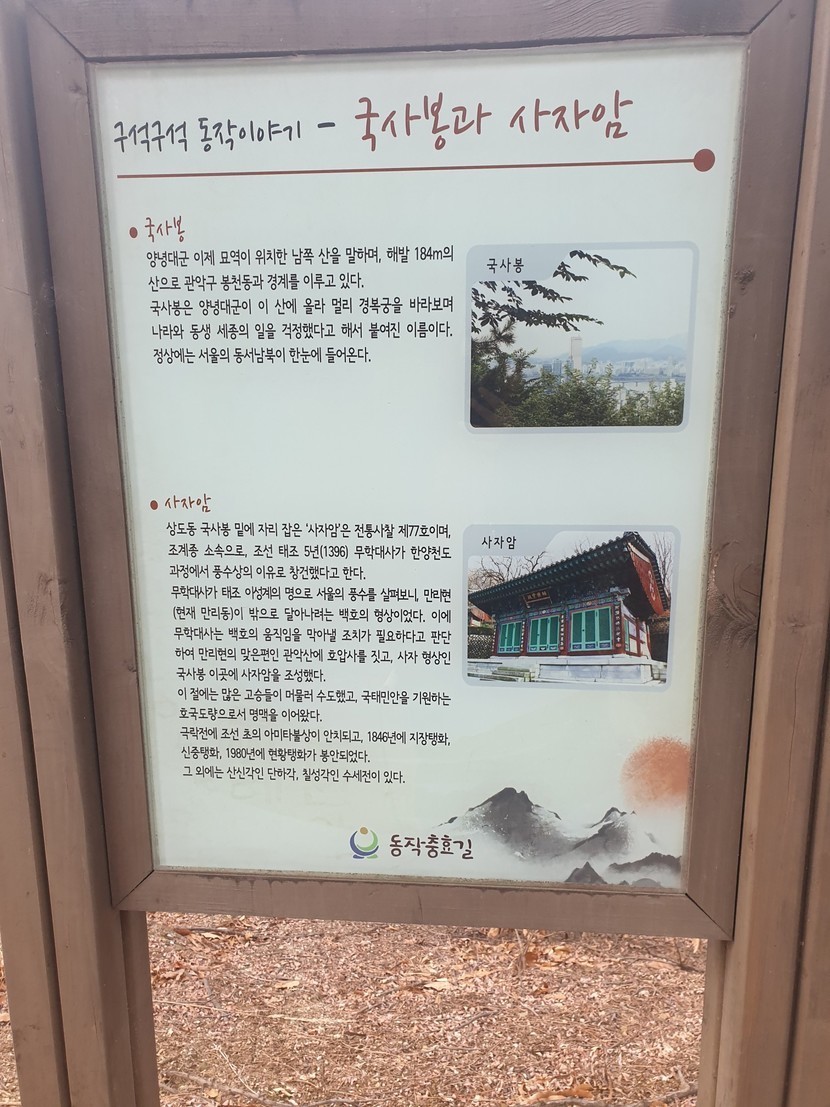 구석구석 동작이야기 - 국사봉과 사자암
● 국사봉
양녕대군 이제 묘역이 위치한 남쪽 산을 말하며, 해발 184m의
산으로 관악구 봉천동과 경계를 이루고 있다.
국사봉은 양녕대군이 이 산에 올라 멀리 경복궁을 바라보며
나라와 동생 세종의 일을 걱정했다고 해서 붙여진 이름이다.
정상에는 서울의 동서남북이 한눈에 들어온다.
국사봉
● 사자암
상도동 국사봉 밑에 자리 잡은 '사자암'은 전통사찰 제77호이며,
조계종 소속으로, 조선 태조 5년(1396) 무학대사가 한양천도
과정에서 풍수상의 이유로 창건했다고 한다.
무학대사가 태조 이성계의 명으로 서울의 풍수를 살펴보니, 만리현
(현재 만리동)이 밖으로 달아나려는 백호의 형상이었다. 이에
무학대사는 백호의 움직임을 막아낼 조치가 필요하다고 판단
하여 만리현의 맞은편인 관악산에 호압사를 짓고, 사자 형상인
국사봉 이곳에 사자암을 조성했다.
이 절에는 많은 고승들이 머물러 수도했고, 국태민안을 기원하는
호국도량으로서 명맥을 이어왔다.
극락전에 조선 초의 아미타불상이 안치되고, 1846년에 지장탱화,
신중탱화, 1980년에 현황탱화가 봉안되었다.
그 외에는 산신각인 단하각, 칠성각인 수세전이 있다.
사자암
동작충효길